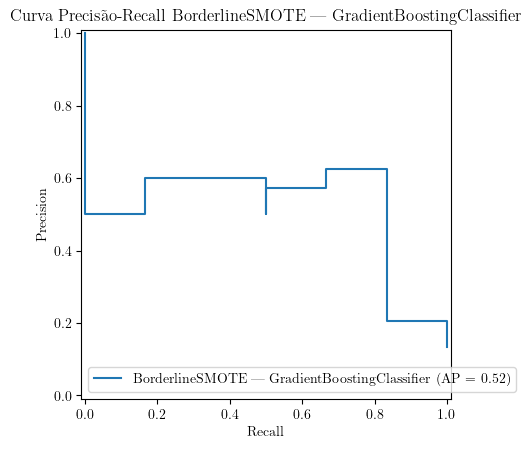 Curva Precisão-Recall BorderlineSMOTE — GradientBoostingClassifier
1.0
0.8
0.6
0.4
0.2
0.0
Precision
BorderlineSMOTE — GradientBoostingClassifier (AP = 0.52)
0.0 0.2 0.4 0.6 0.8 1.0
Recall